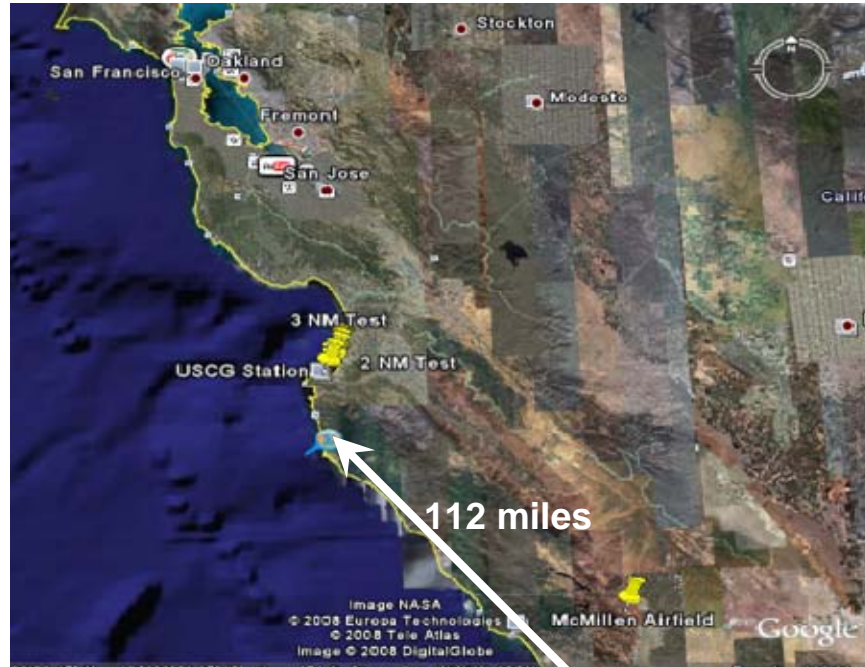 Stockton
Oakland
San Francisco
Modesto
Fremont
San Jose
N
3 NM Test
USCG Station
2 NM Test
112 miles
McMillen Airfield
Image NASA
© 2008 Europa Technologies
© 2008 Tele Atlas
Image © 2008 DigitalGlobe
Google